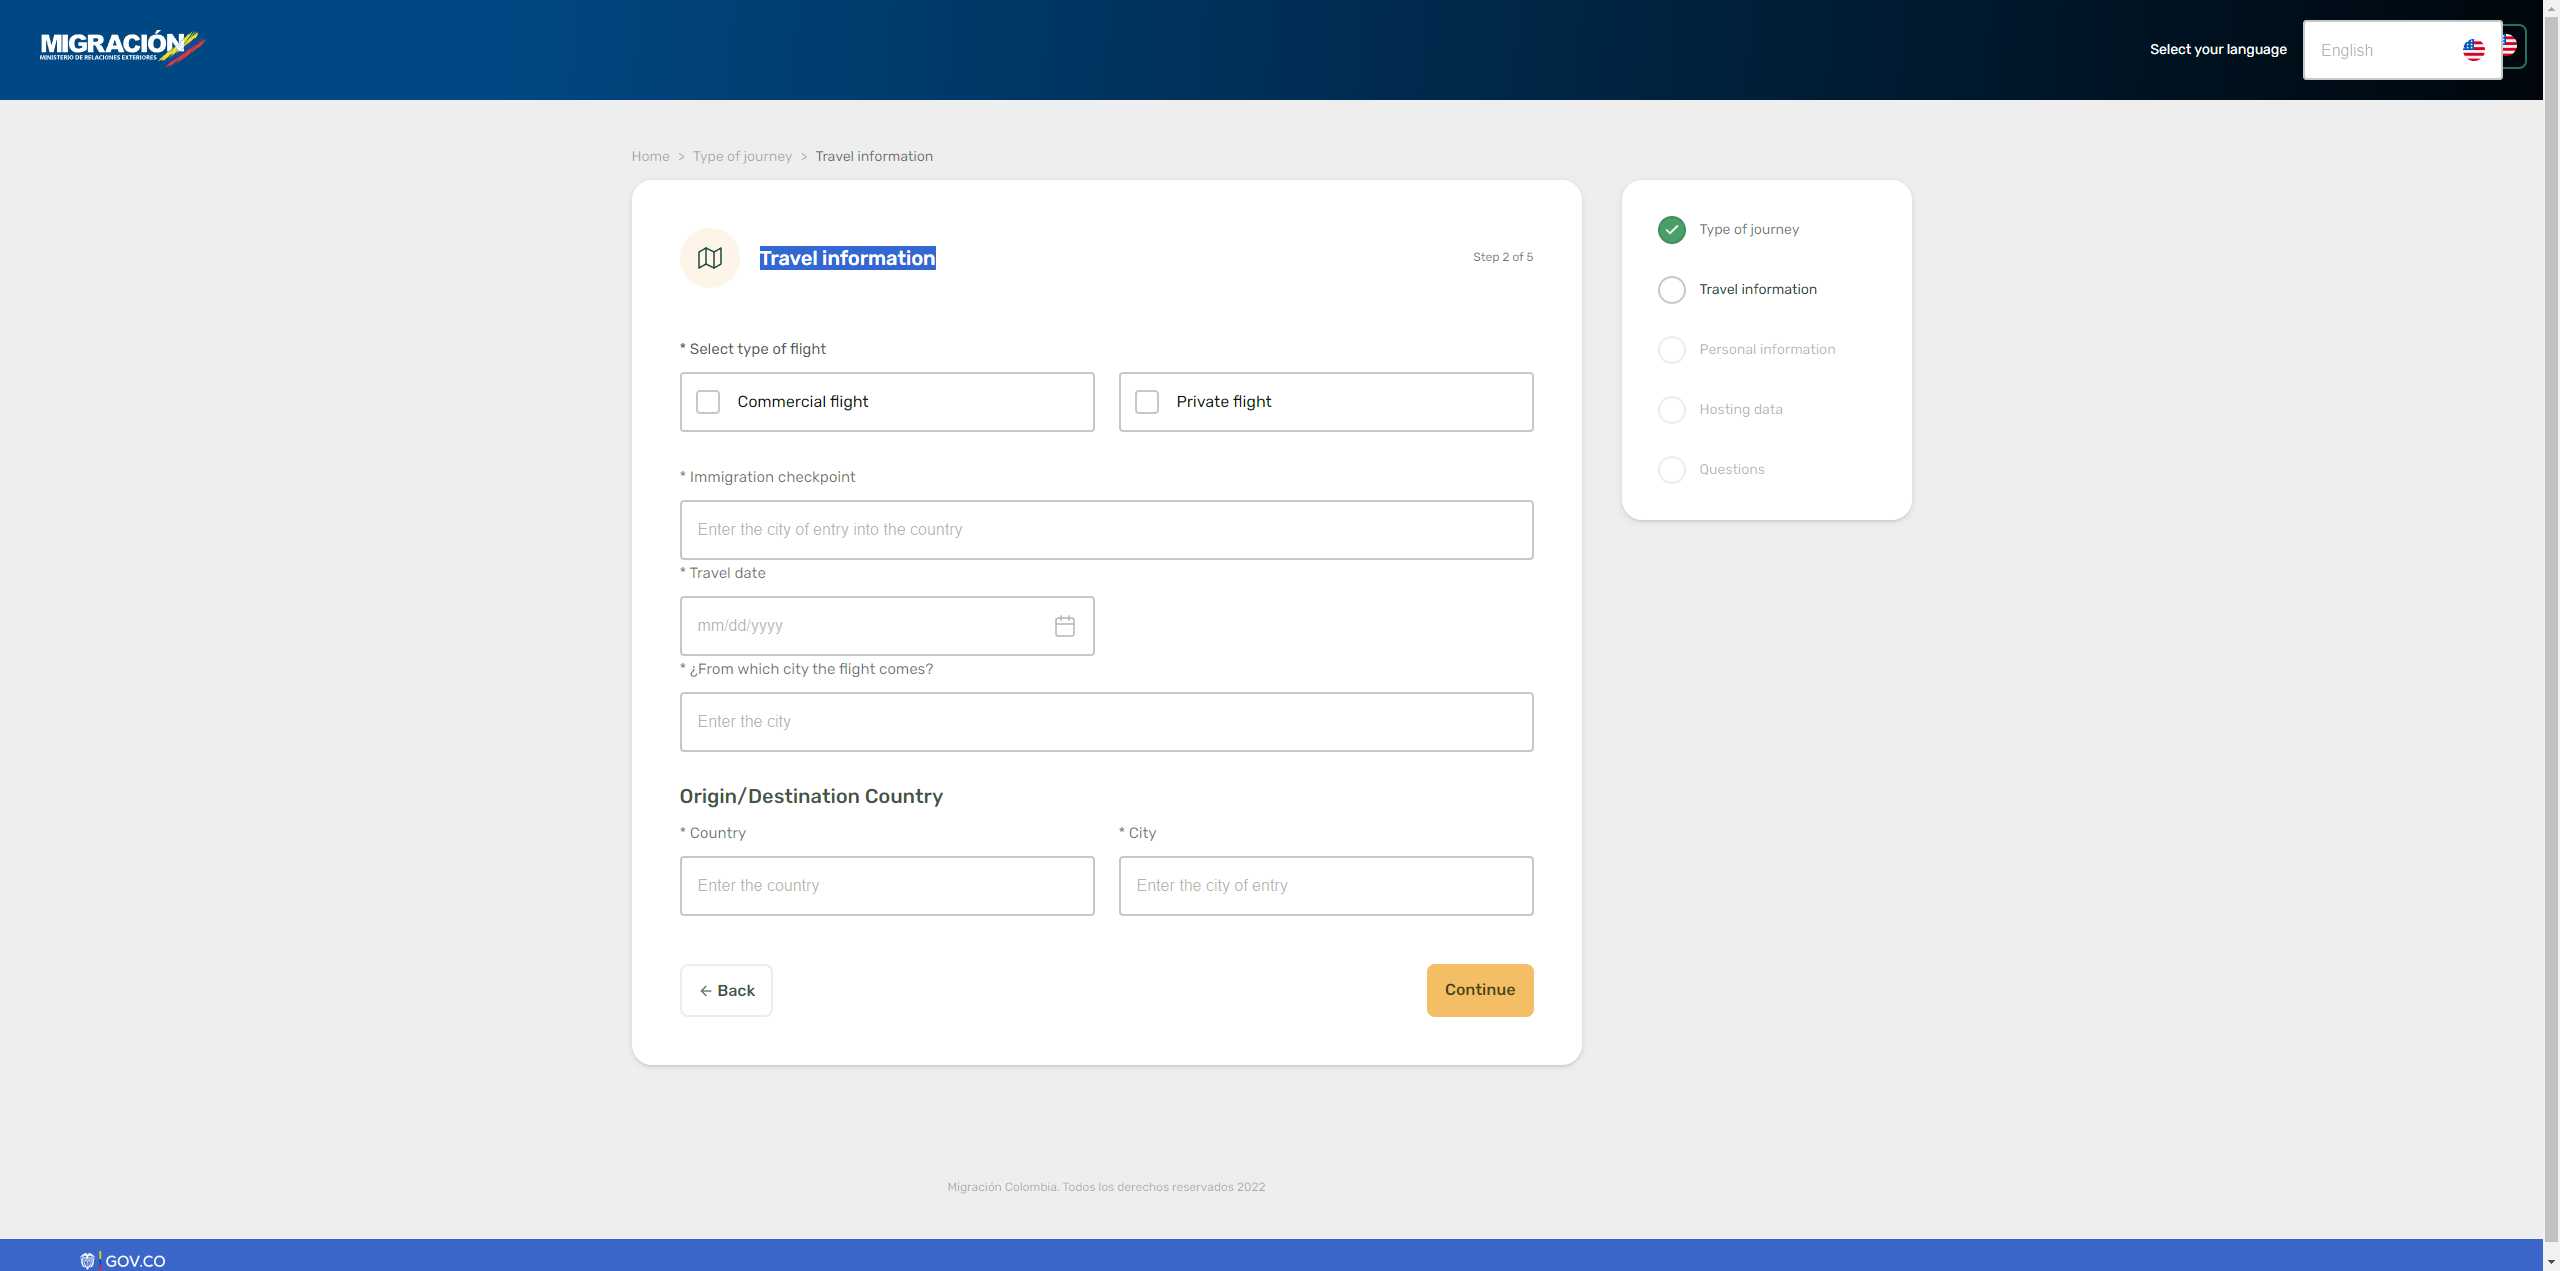 MIGRACIÓN
MINISTERIO DE RELACIONES EXTERIORES
Select your language
English
Home > Type of journey > Travel information
Travel information
Step 2 of 5
* Select type of flight
Commercial flight
Private flight
* Immigration checkpoint
Enter the city of entry into the country
* Travel date
mm/dd/yyyy
* ¿From which city the flight comes?
Enter the city
Origin/Destination Country
* Country
* City
Enter the country
Enter the city of entry
← Back
Continue
Type of journey
Travel information
Personal information
Hosting data
Questions
Migración Colombia. Todos los derechos reservados 2022
GOV.CO